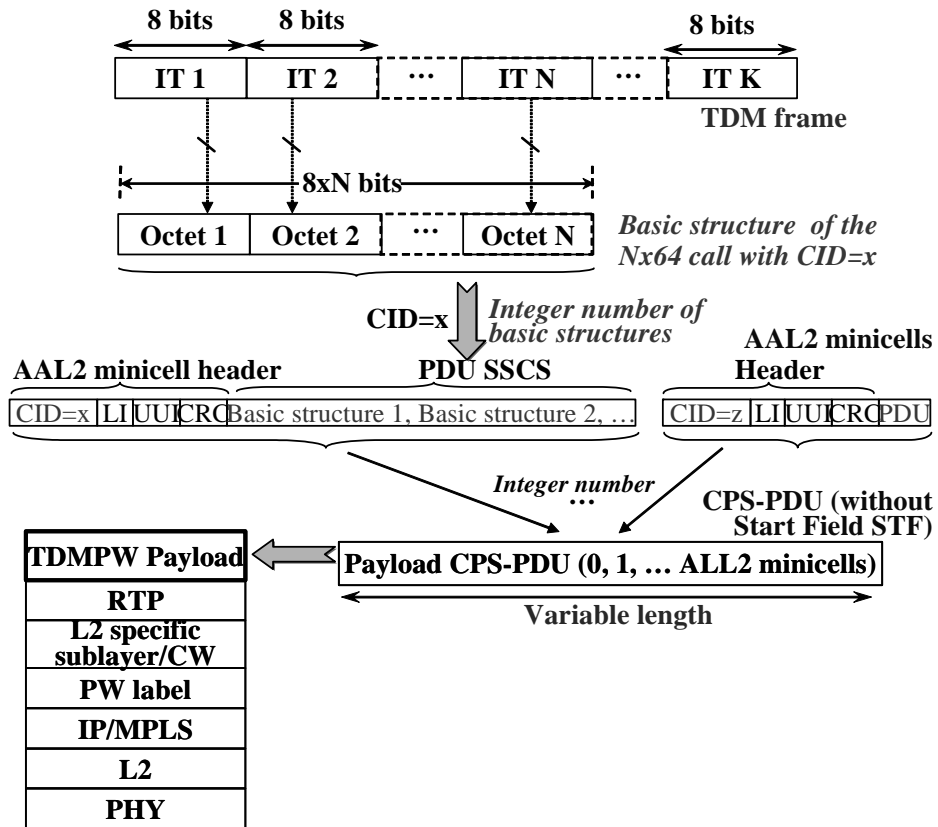 8 bits 8 bits 8 bits
IT 1 IT 2 ... IT N ... IT K
TDM frame
8xN bits
Octet 1 Octet 2 ... Octet N
Basic structure of the
Nx64 call with CID=x
CID=x
Integer number of
basic structures
AAL2 minicell header
PDU SSCS
AAL2 minicells
Header
CID=x LI UUI CRC Basic structure 1, Basic structure 2, ...
CID=z LI UUI CRC PDU
Integer number
...
CPS-PDU (without
Start Field STF)
Payload CPS-PDU (0, 1, ... ALL2 minicells)
Variable length
TDMPW Payload
RTP
L2 specific
sublayer/CW
PW label
IP/MPLS
L2
PHY